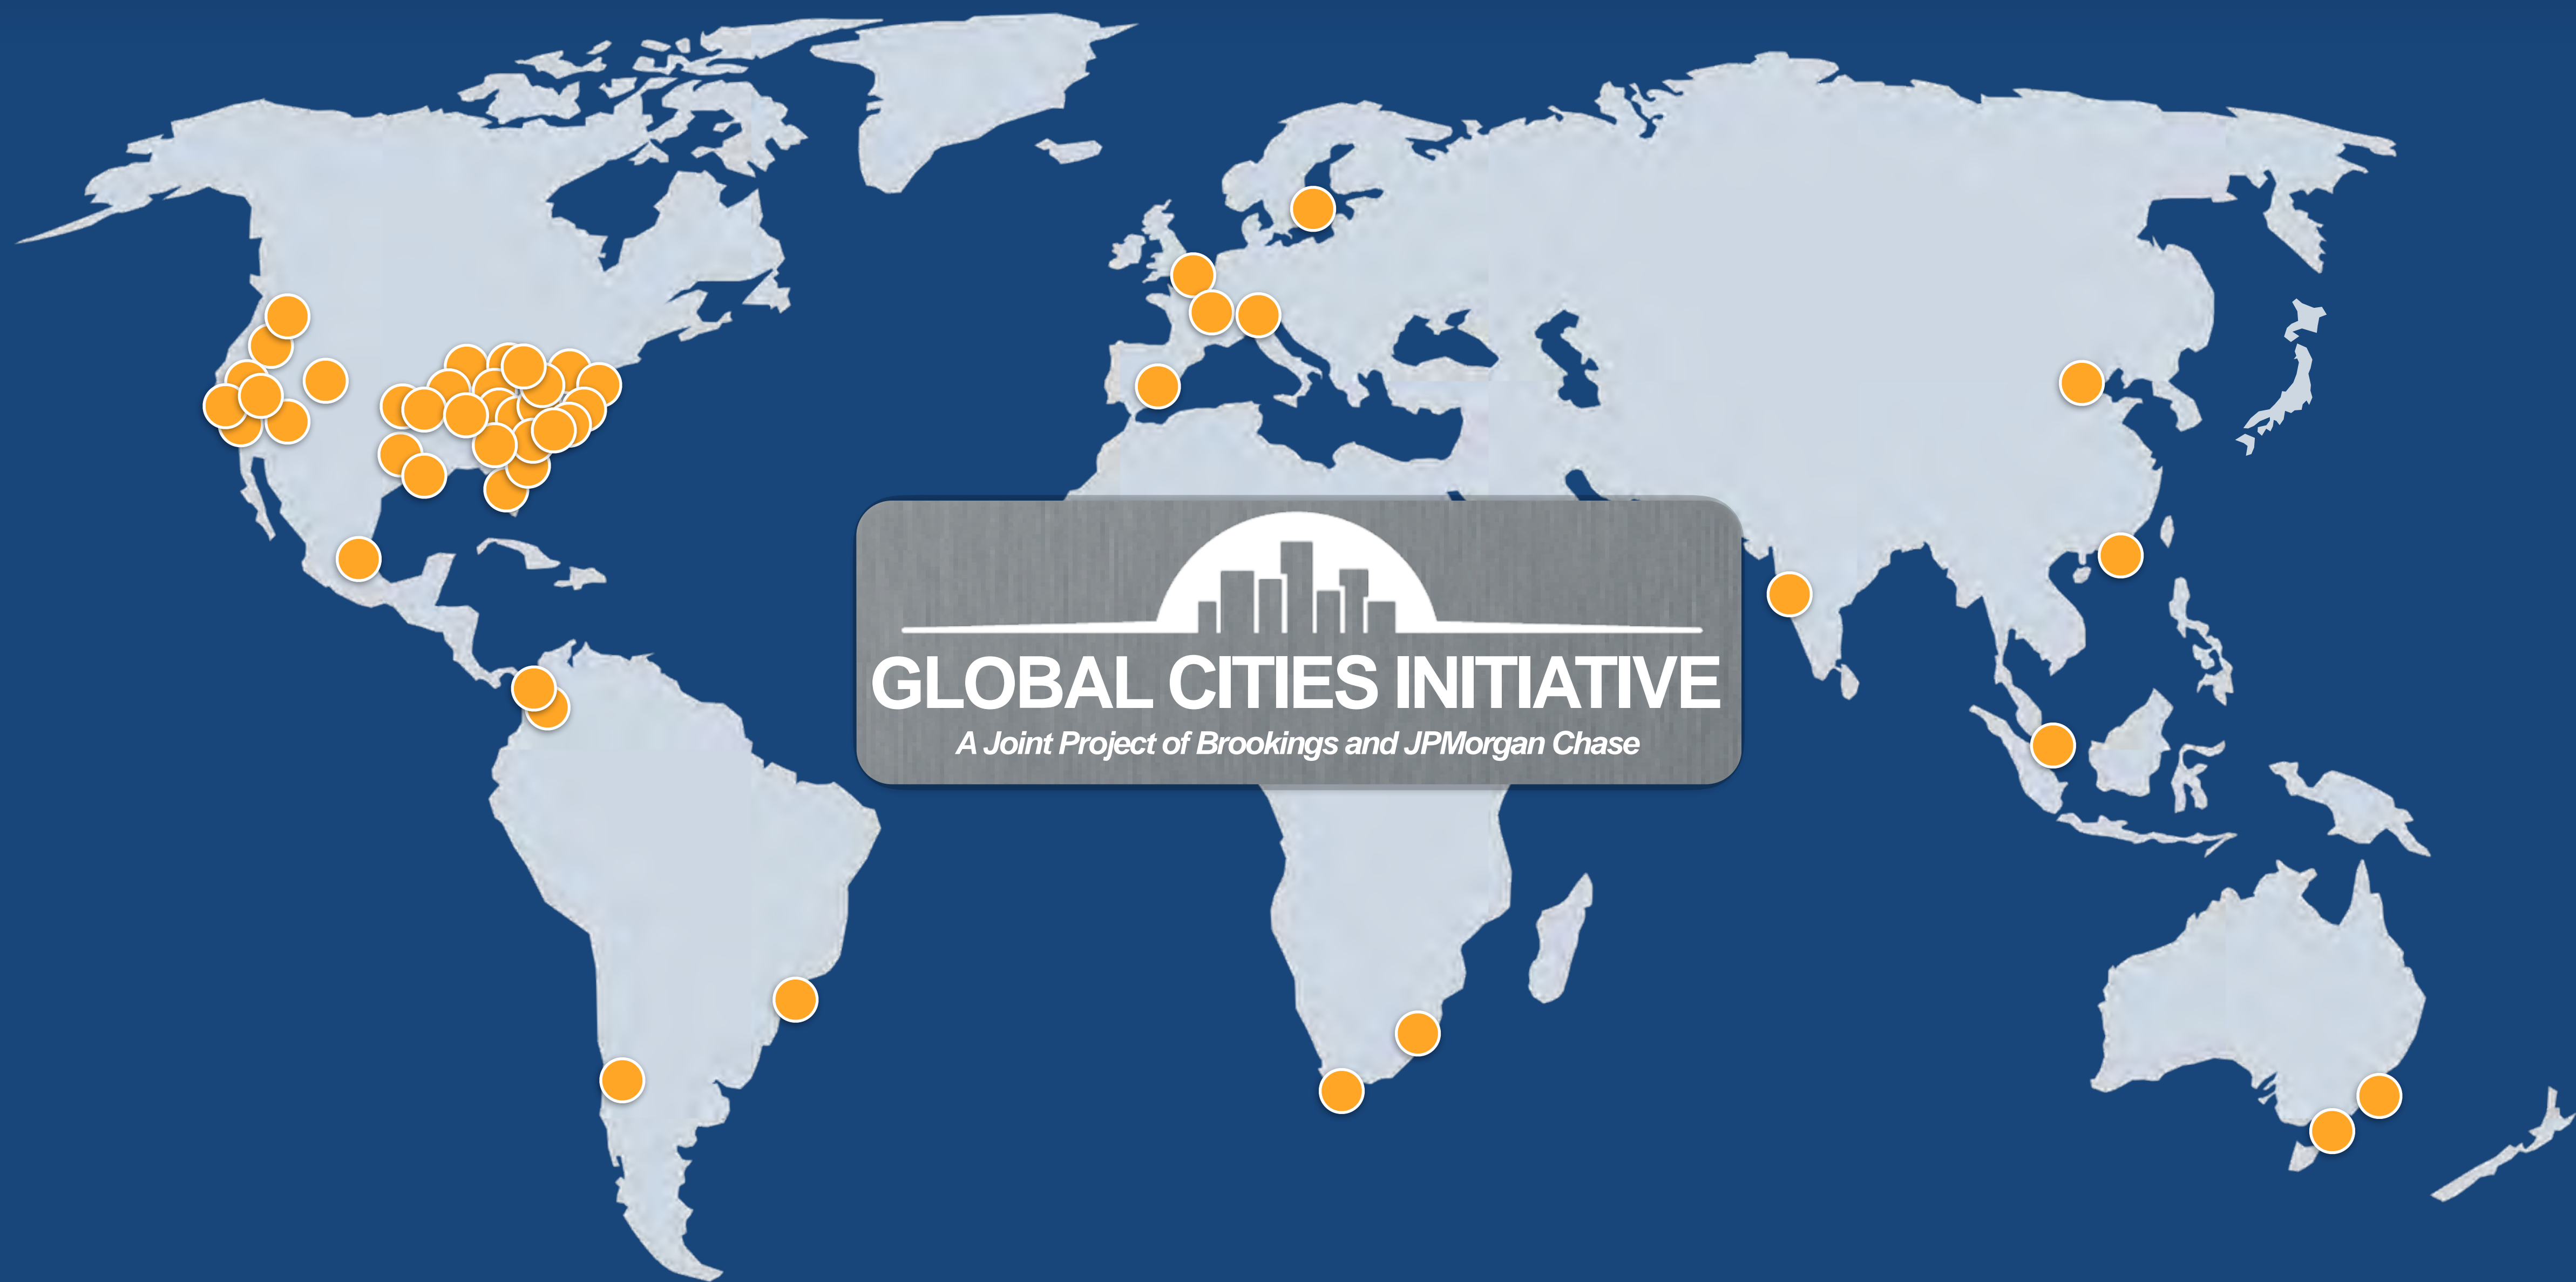 GLOBAL CITIES INITIATIVE
A Joint Project of Brookings and JPMorgan Chase